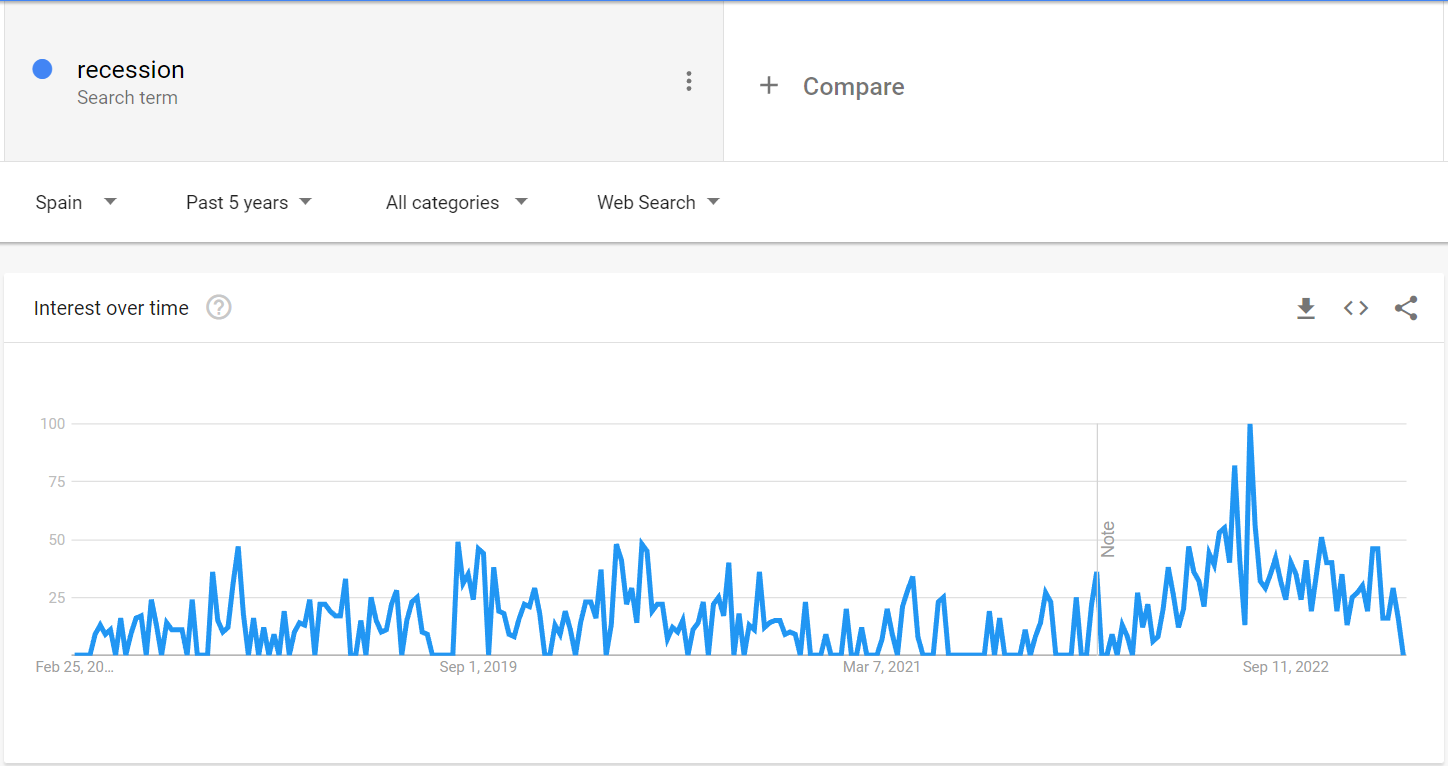 recession
Search term
+ Compare
Spain
Past 5 years
All categories
Web Search
Interest over time
?
100
75
50
25
Note
Feb 25, 20...
Sep 1, 2019
Mar 7, 2021
Sep 11, 2022